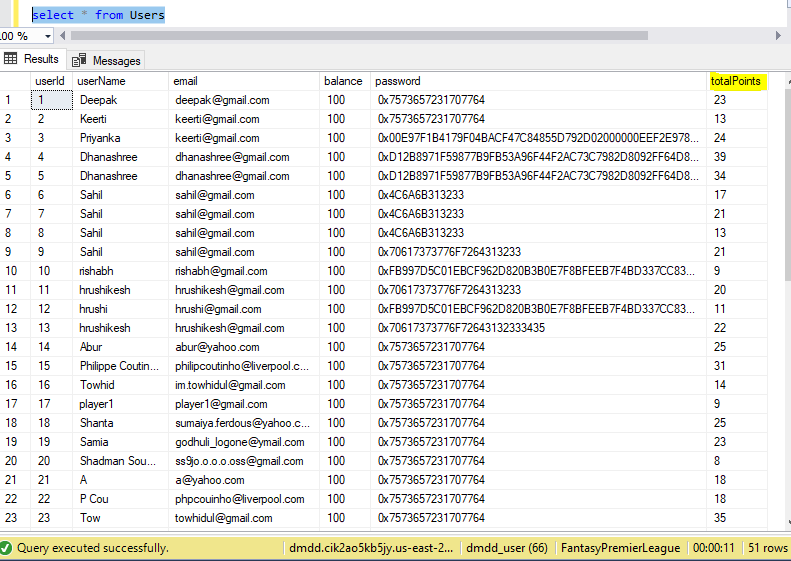 select * from Users
.00 %
Results Messages
userId userName email balance password totalPoints
1 1 Deepak deepak@gmail.com 100 0x7573657231707764 23
2 2 Keerti keerti@gmail.com 100 0x7573657231707764 13
3 3 Priyanka keerti@gmail.com 100 0x00E97F1B4179F04BACF47C84855D792D02000000EEF2E978... 24
4 4 Dhanashree dhanashree@gmail.com 100 0xD12B8971F59877B9FB53A96F44F2AC73C7982D8092FF64D8... 39
5 5 Dhanashree dhanashree@gmail.com 100 0xD12B8971F59877B9FB53A96F44F2AC73C7982D8092FF64D8... 34
6 6 Sahil sahil@gmail.com 100 0x4C6A6B313233 17
7 7 Sahil sahil@gmail.com 100 0x4C6A6B313233 21
8 8 Sahil sahil@gmail.com 100 0x4C6A6B313233 13
9 9 Sahil sahil@gmail.com 100 0x70617373776F7264313233 21
10 10 rishabh rishabh@gmail.com 100 0xFB997D5C01EBCF962D820B3B0E7F8BFEEB7F4BD337CC83... 9
11 11 hrushikesh hrushikesh@gmail.com 100 0x70617373776F7264313233 20
12 12 hrushi hrushi@gmail.com 100 0xFB997D5C01EBCF962D820B3B0E7F8BFEEB7F4BD337CC83... 11
13 13 hrushikesh hrushikesh@gmail.com 100 0x70617373776F72643132333435 22
14 14 Abur abur@yahoo.com 100 0x7573657231707764 25
15 15 Philippe Coutin... philipcoutinho@liverpool.c... 100 0x7573657231707764 31
16 16 Towhid im.towhidul@gmail.com 100 0x7573657231707764 14
17 17 player1 player1@gmail.com 100 0x7573657231707764 9
18 18 Shanta sumaiya.ferdous@yahoo.c... 100 0x7573657231707764 25
19 19 Samia godhuli_logone@ymail.com 100 0x7573657231707764 23
20 20 Shadman Sou... ss9jo.o.o.o.oss@gmail.com 100 0x7573657231707764 8
21 21 A a@yahoo.com 100 0x7573657231707764 18
22 22 P Cou phpcouinho@liverpool.com 100 0x7573657231707764 18
23 23 Tow towhidul@gmail.com 100 0x7573657231707764 35
Query executed successfully. dmdd.cik2ao5kb5jy.us-east-2... dmdd_user (66) FantasyPremierLeague 00:00:11 51 rows